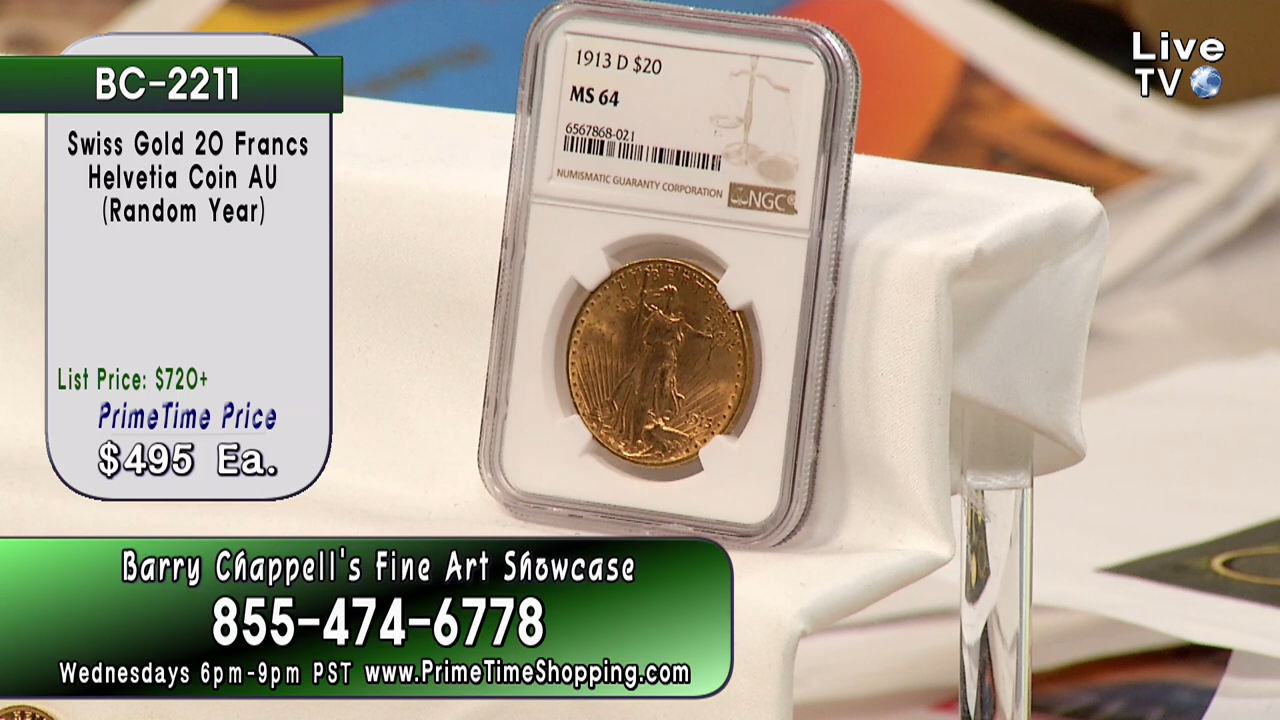 BC-2211
Swiss Gold 20 Francs
Helvetia Coin AU
(Random Year)
List Price: $720+
PrimeTime Price
$495 Ea.
1913 D $20
MS 64
6567868-021
NUMISMATIC GUARANTY CORPORATION
NGC®
LIBERTY
1913
Live
TV
Barry Chappell's Fine Art Showcase
855-474-6778
Wednesdays 6pm-9pm PST www.PrimeTimeShopping.com